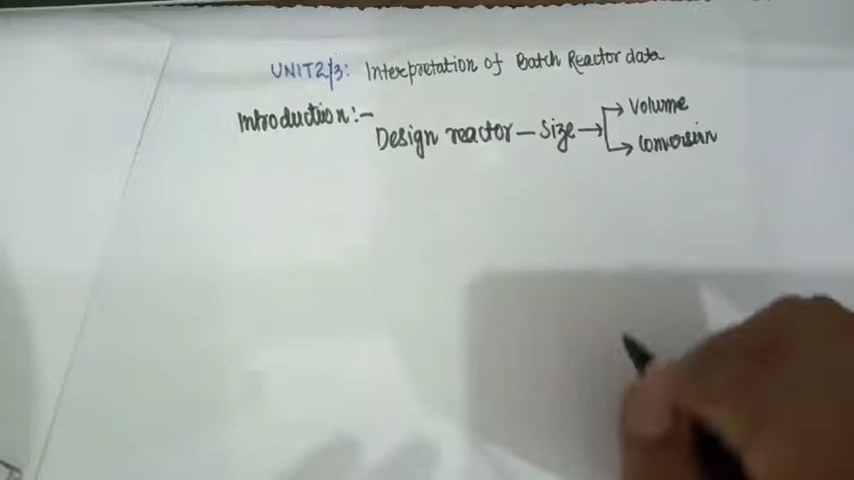 UNIT2/3: Interpretation of Batch Reactor data
Introduction:-
Design reactor - Size → Volume
→ Conversion